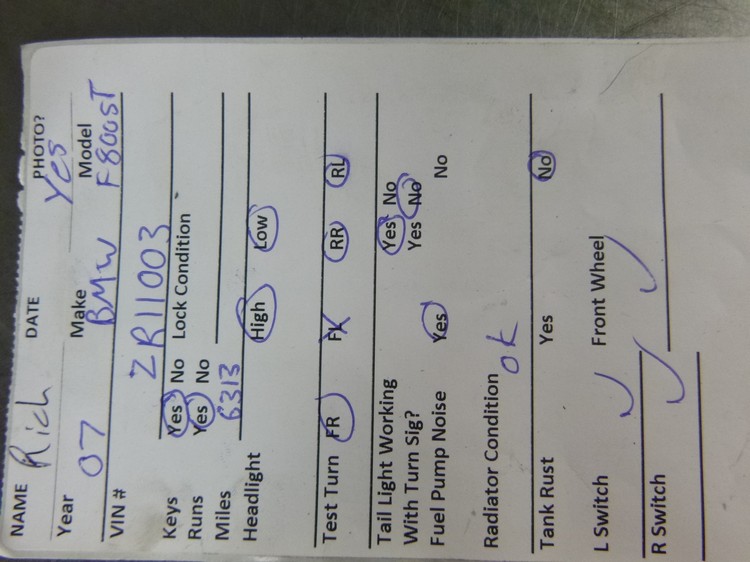 NAME Rich DATE PHOTO? Yes
Year 07 Make BMW Model F800ST
VIN # ZR11003
Keys Yes No Lock Condition
Runs Yes No
Miles 6313
Headlight High Low
Test Turn FR FL RR RL
Tail Light Working Yes No
With Turn Sig? Yes No
Fuel Pump Noise Yes No
Radiator Condition ok
Tank Rust Yes No
L Switch Front Wheel
R Switch